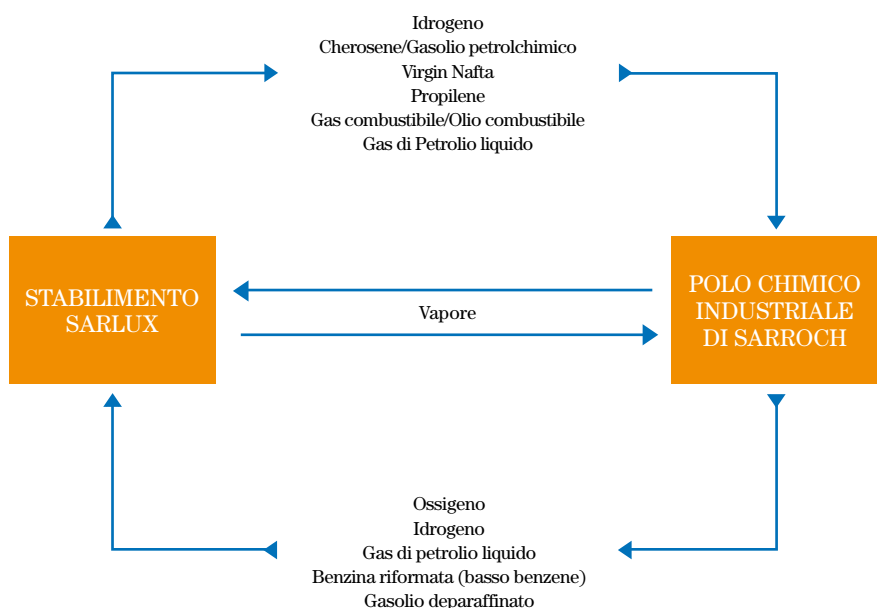 Idrogeno
Cherosene/Gasolio petrolchimico
Virgin Nafta
Propilene
Gas combustibile/Olio combustibile
Gas di Petrolio liquido
STABILIMENTO
SARLUX
Vapore
POLO CHIMICO
INDUSTRIALE
DI SARROCH
Ossigeno
Idrogeno
Gas di petrolio liquido
Benzina riformata (basso benzene)
Gasolio deparaffinato